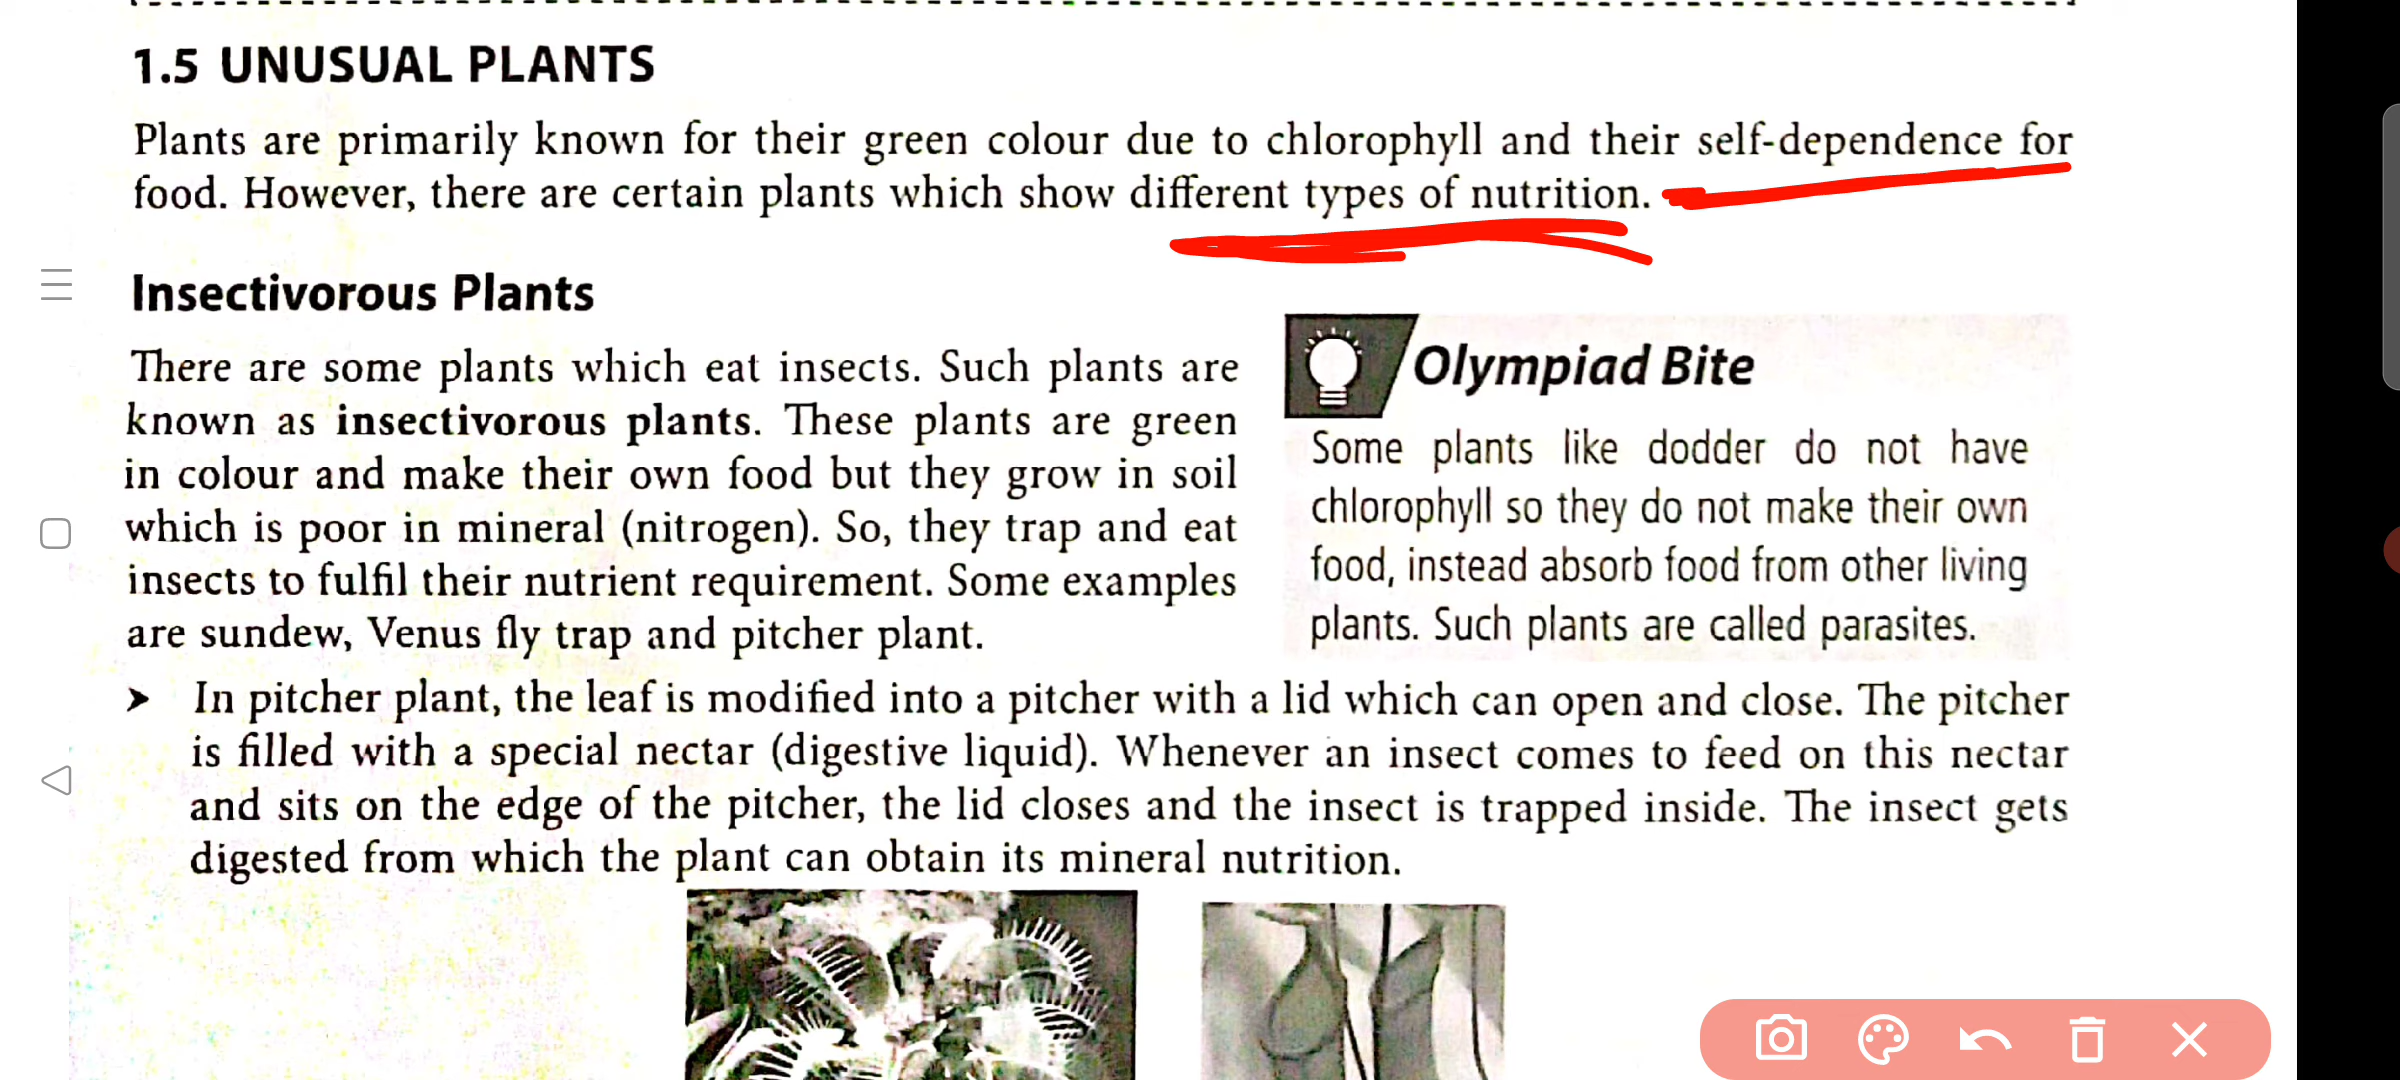 1.5 UNUSUAL PLANTS
Plants are primarily known for their green colour due to chlorophyll and their self-dependence for
food. However, there are certain plants which show different types of nutrition.
Insectivorous Plants
There are some plants which eat insects. Such plants are
known as insectivorous plants. These plants are green
in colour and make their own food but they grow in soil
which is poor in mineral (nitrogen). So, they trap and eat
insects to fulfil their nutrient requirement. Some examples
are sundew, Venus fly trap and pitcher plant.
Olympiad Bite
Some plants like dodder do not have
chlorophyll so they do not make their own
food, instead absorb food from other living
plants. Such plants are called parasites.
➤ In pitcher plant, the leaf is modified into a pitcher with a lid which can open and close. The pitcher
is filled with a special nectar (digestive liquid). Whenever an insect comes to feed on this nectar
and sits on the edge of the pitcher, the lid closes and the insect is trapped inside. The insect gets
digested from which the plant can obtain its mineral nutrition.